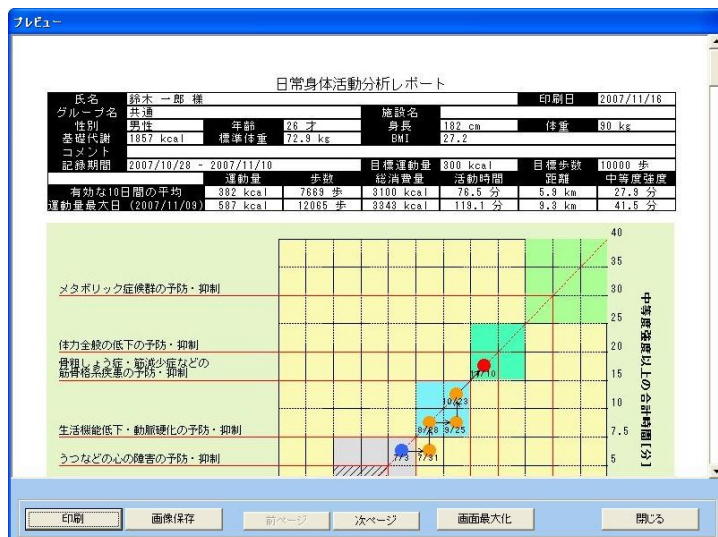 プレビュー
日常身体活動分析レポート
氏名 鈴木 一郎 様 印刷日 2007/11/16
グループ名 共通 施設名
性別 男性 年齢 26 才 身長 182 cm 体重 90 kg
基礎代謝 1857 kcal 標準体重 72.9 kg BMI 27.2
コメント
記録期間 2007/10/28 - 2007/11/10 目標運動量 300 kcal 目標歩数 10000 歩
運動量 歩数 総消費量 活動時間 距離 中等度強度
有効な10日間の平均 382 kcal 7669 歩 3100 kcal 76.5 分 5.9 km 27.9 分
運動量最大日 (2007/11/09) 587 kcal 12065 歩 3343 kcal 119.1 分 9.3 km 41.5 分
40
35
メタボリック症候群の予防・抑制 30
25
体力全般の低下の予防・抑制 20
骨粗しょう症・筋減少症などの
筋骨格系疾患の予防・抑制 15
11/10
10/23 10
生活機能低下・動脈硬化の予防・抑制 8/28 9/25 7.5
うつなどの心の障害の予防・抑制 7/3 7/31 5
中等度強度以上の合計時間[分]
印刷 画像保存 前ページ 次ページ 画面最大化 閉じる